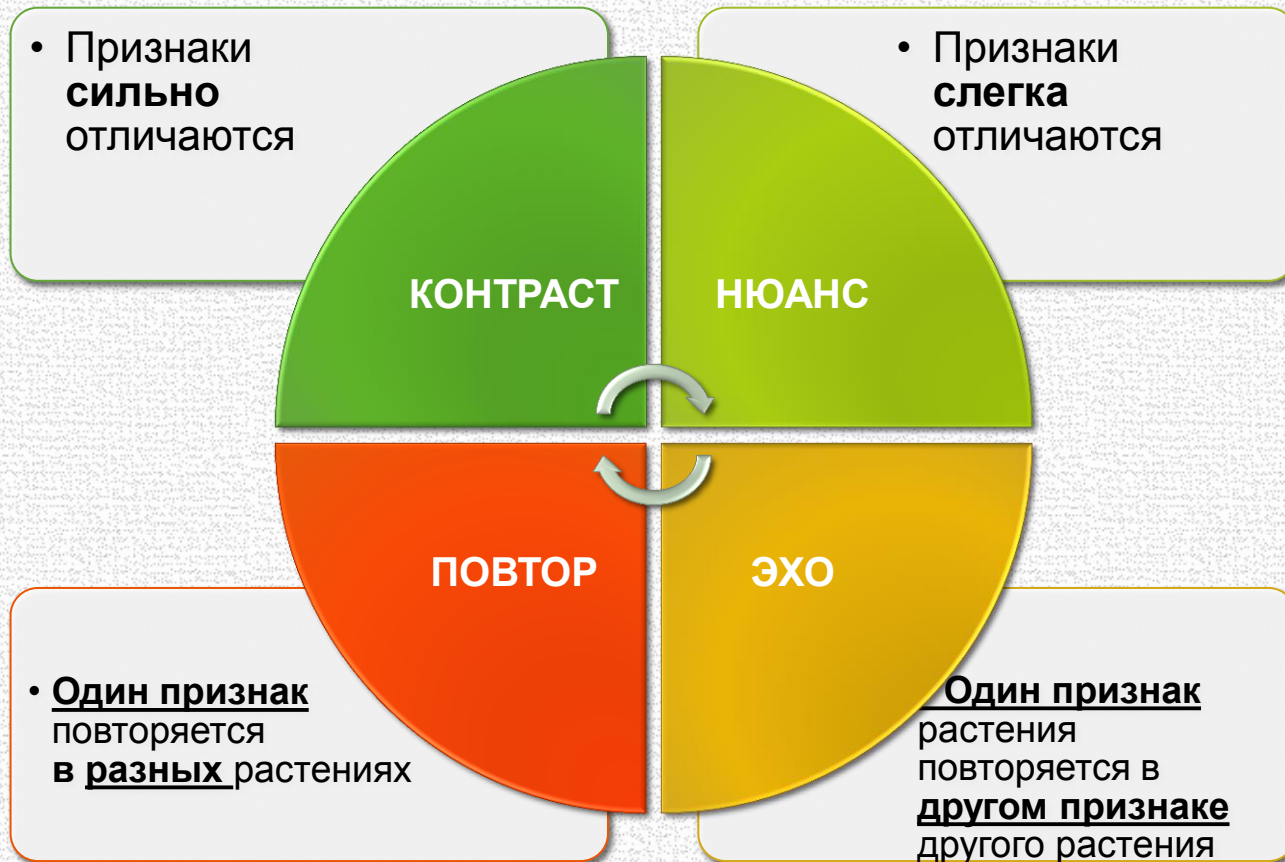 • Признаки
сильно
отличаются
• Признаки
слегка
отличаются
КОНТРАСТ
НЮАНС
ПОВТОР
ЭХО
• Один признак
повторяется
в разных растениях
• Один признак
растения
повторяется в
другом признаке
другого растения